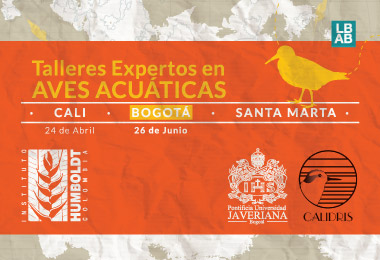 LB
AB
Talleres Expertos en
AVES ACUÁTICAS
· CALI · BOGOTÁ · SANTA MARTA ·
24 de Abril 26 de Junio
INSTITUTO
HUMBOLDT
COLOMBIA
IHS
Pontificia Universidad
JAVERIANA
Bogotá
CALIDRIS